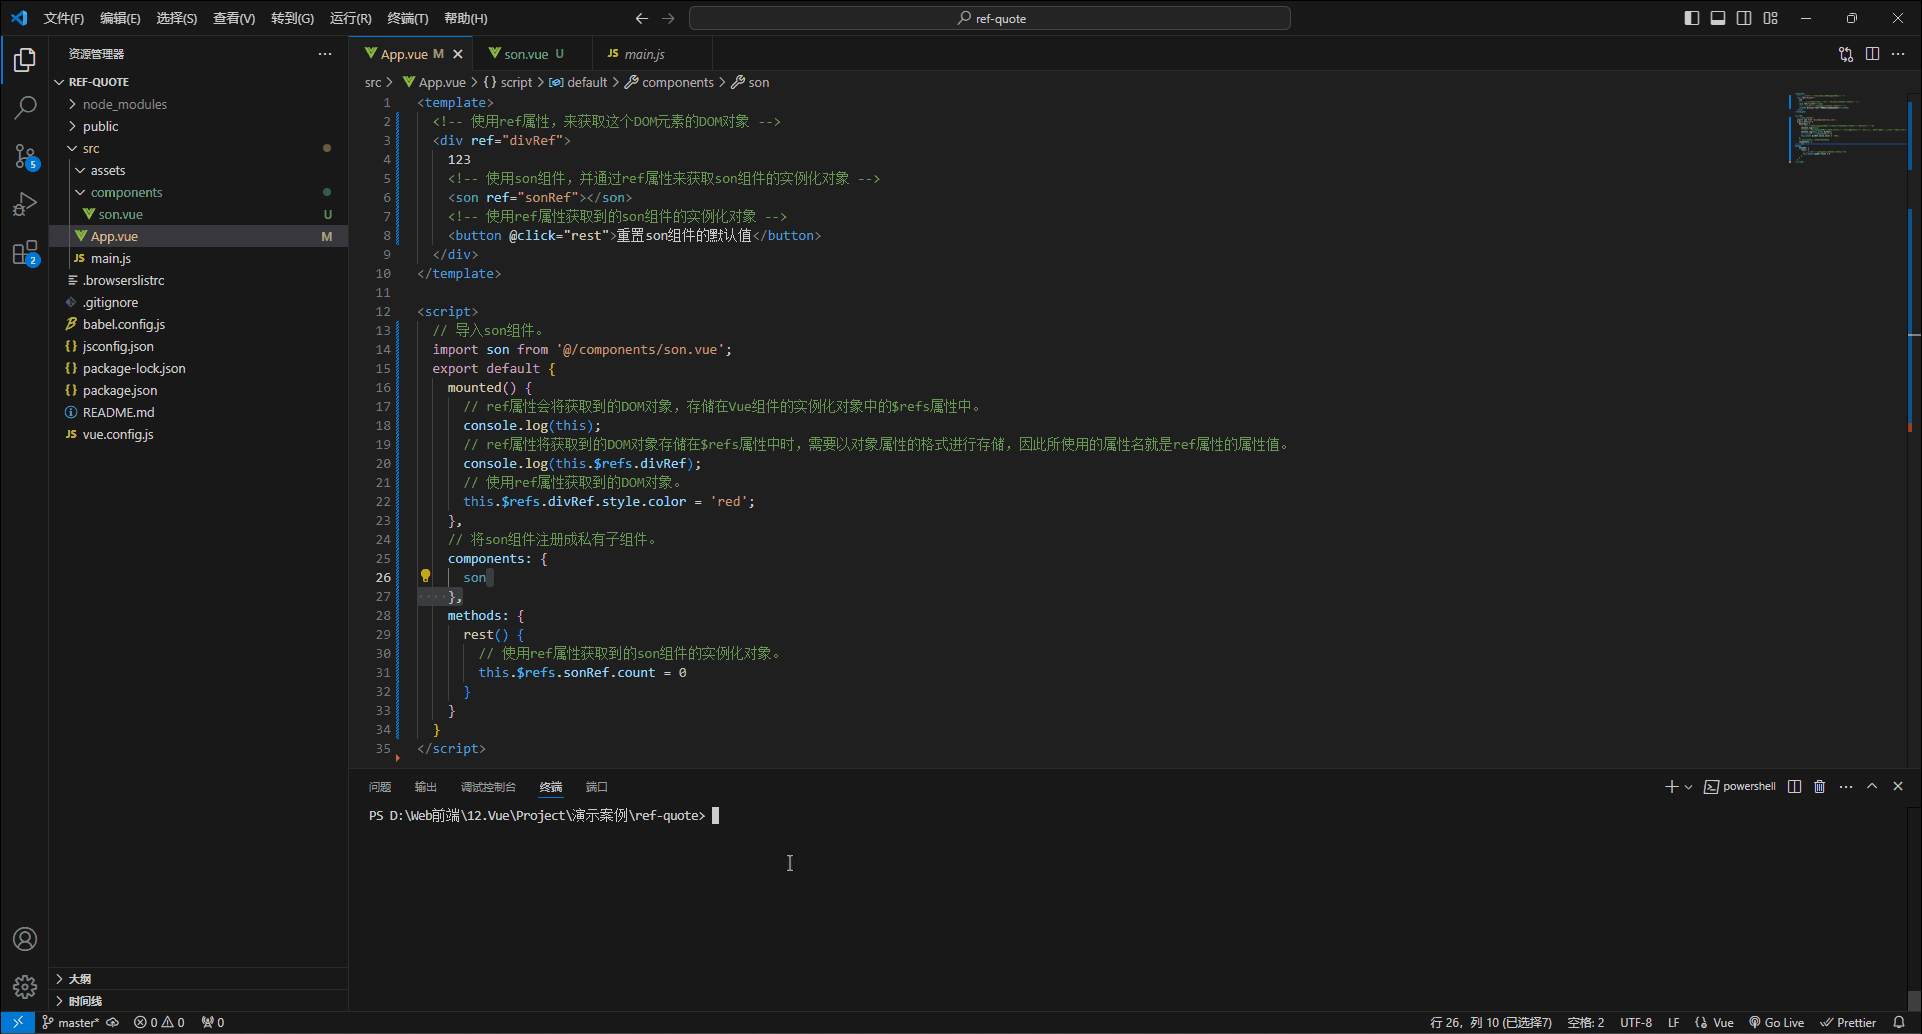 文件(F) 编辑(E) 选择(S) 查看(V) 转到(G) 运行(R) 终端(T) 帮助(H) ref-quote
资源管理器
REF-QUOTE
node_modules
public
src
assets
components
son.vue U
App.vue M
main.js
.browserslistrc
.gitignore
babel.config.js
jsconfig.json
package-lock.json
package.json
README.md
vue.config.js
大纲
时间线
5
2
App.vue M son.vue U main.js
src > App.vue > {} script > default > components > son
1 <template>
2 <!-- 使用ref属性，来获取这个DOM元素的DOM对象 -->
3 <div ref="divRef">
4 123
5 <!-- 使用son组件，并通过ref属性来获取son组件的实例化对象 -->
6 <son ref="sonRef"></son>
7 <!-- 使用ref属性获取到的son组件的实例化对象 -->
8 <button @click="rest">重置son组件的默认值</button>
9 </div>
10 </template>
11
12 <script>
13 // 导入son组件。
14 import son from '@/components/son.vue';
15 export default {
16 mounted() {
17 // ref属性会将获取到的DOM对象，存储在Vue组件的实例化对象中的$refs属性中。
18 console.log(this);
19 // ref属性将获取到的DOM对象存储在$refs属性中时，需要以对象属性的格式进行存储，因此所使用的属性名就是ref属性的属性值。
20 console.log(this.$refs.divRef);
21 // 使用ref属性获取到的DOM对象。
22 this.$refs.divRef.style.color = 'red';
23 },
24 // 将son组件注册成私有子组件。
25 components: {
26 son
27 ····},
28 methods: {
29 rest() {
30 // 使用ref属性获取到的son组件的实例化对象。
31 this.$refs.sonRef.count = 0
32 }
33 }
34 }
35 </script>
问题 输出 调试控制台 终端 端口 powershell
PS D:\Web前端\12.Vue\Project\演示案例\ref-quote>
master* 0 0 0 行 26，列 10 (已选择7) 空格: 2 UTF-8 LF Vue Go Live Prettier